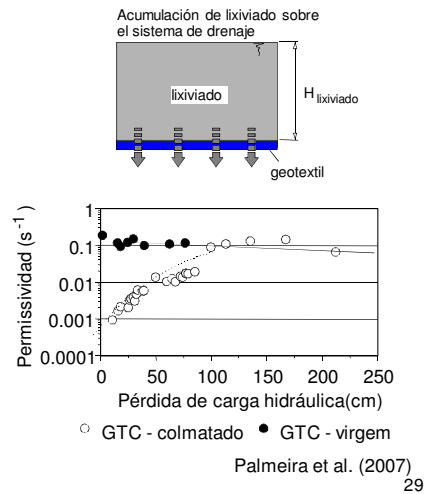 Acumulación de lixiviado sobre
el sistema de drenaje
lixiviado
H lixiviado
geotextil
Permissividad (s-1)
1
0.1
0.01
0.001
0.0001
0 50 100 150 200 250
Pérdida de carga hidráulica(cm)
GTC - colmatado GTC - virgem
Palmeira et al. (2007)
29